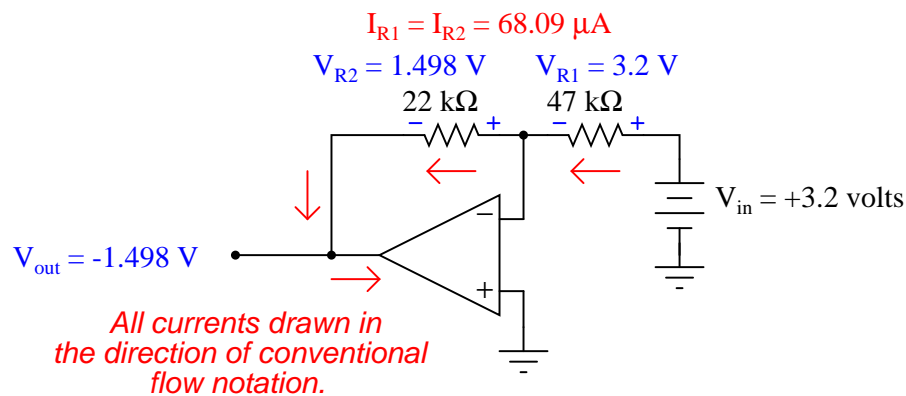 I_R1 = I_R2 = 68.09 μA
V_R2 = 1.498 V
V_R1 = 3.2 V
22 kΩ
47 kΩ
− + − +
V_in = +3.2 volts
−
V_out = -1.498 V
+
All currents drawn in
the direction of conventional
flow notation.